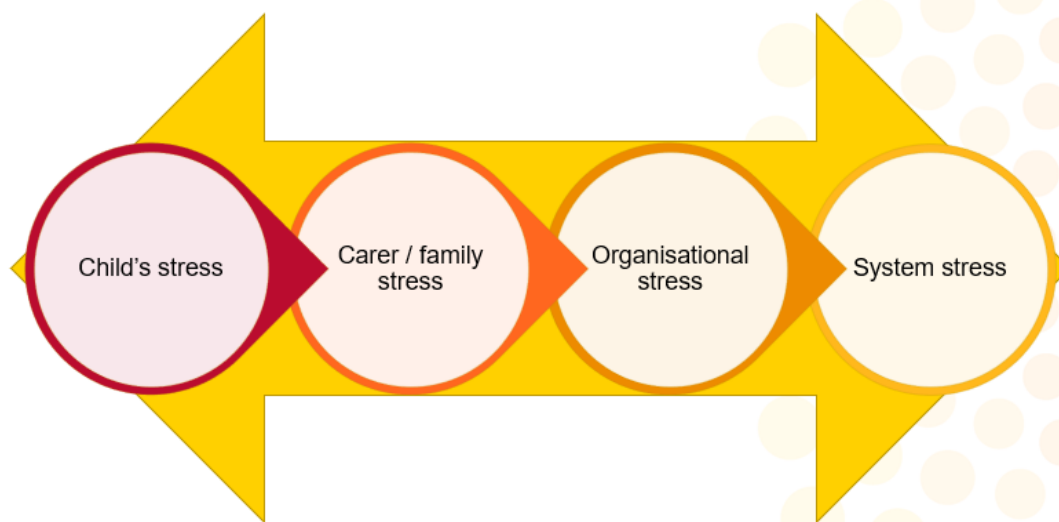 Child’s stress
Carer / family
stress
Organisational
stress
System stress